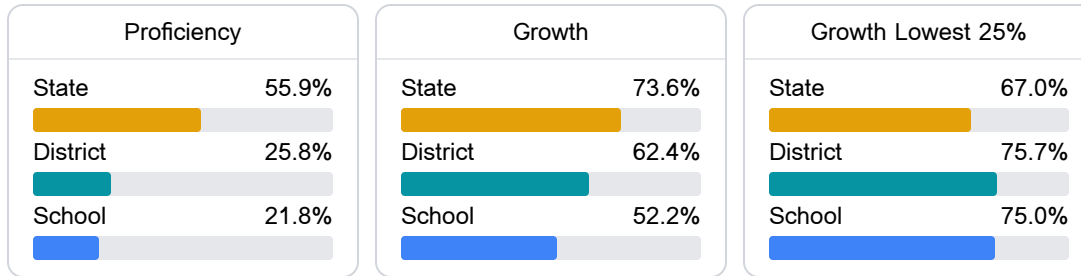 Proficiency
State 55.9%
District 25.8%
School 21.8%
Growth
State 73.6%
District 62.4%
School 52.2%
Growth Lowest 25%
State 67.0%
District 75.7%
School 75.0%